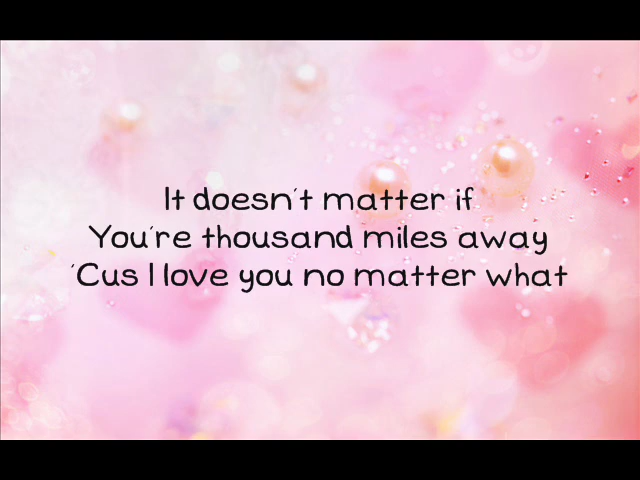 It doesn't matter if
You're thousand miles away
'Cus I love you no matter what